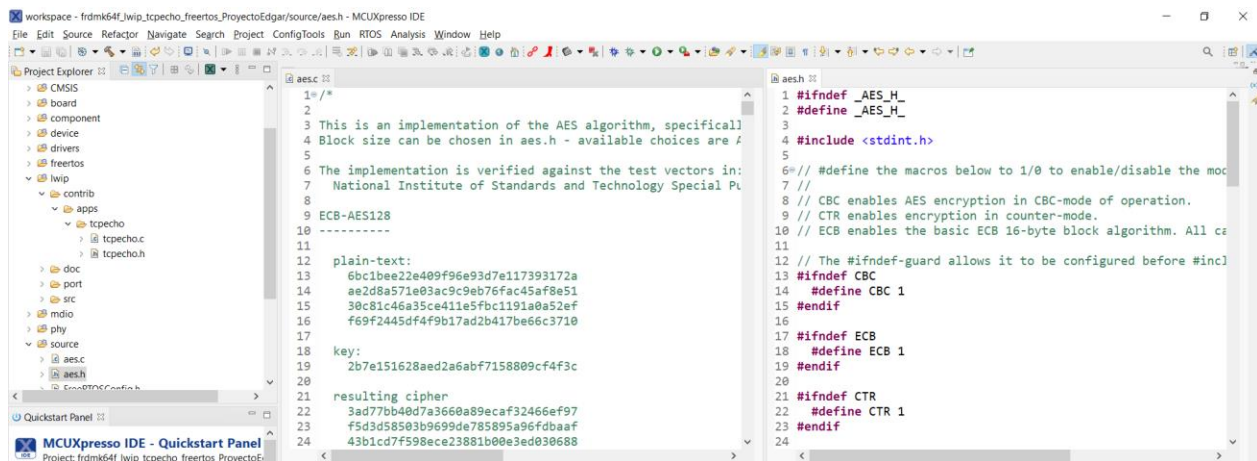 workspace - frdmk64f_lwip_tcpecho_freertos_ProyectoEdgar/source/aes.h - MCUXpresso IDE
File Edit Source Refactor Navigate Search Project ConfigTools Run RTOS Analysis Window Help
Project Explorer
CMSIS
board
component
device
drivers
freertos
lwip
contrib
apps
tcpecho
tcpecho.c
tcpecho.h
doc
port
src
mdio
phy
source
aes.c
aes.h
FreeRTOSConfig.h
Quickstart Panel
MCUXpresso IDE - Quickstart Panel
IDE
Project: frdmk64f_lwip_tcpecho_freertos_ProyectoE
aes.c
1 /*
2
3 This is an implementation of the AES algorithm, specificall
4 Block size can be chosen in aes.h - available choices are A
5
6 The implementation is verified against the test vectors in:
7 National Institute of Standards and Technology Special Pu
8
9 ECB-AES128
10 ----------
11
12 plain-text:
13 6bc1bee22e409f96e93d7e117393172a
14 ae2d8a571e03ac9c9eb76fac45af8e51
15 30c81c46a35ce411e5fbc1191a0a52ef
16 f69f2445df4f9b17ad2b417be66c3710
17
18 key:
19 2b7e151628aed2a6abf7158809cf4f3c
20
21 resulting cipher
22 3ad77bb40d7a3660a89ecaf32466ef97
23 f5d3d58503b9699de785895a96fdbaaf
24 43b1cd7f598ece23881b00e3ed030688
aes.h
1 #ifndef _AES_H_
2 #define _AES_H_
3
4 #include <stdint.h>
5
6 // #define the macros below to 1/0 to enable/disable the mod
7 //
8 // CBC enables AES encryption in CBC-mode of operation.
9 // CTR enables encryption in counter-mode.
10 // ECB enables the basic ECB 16-byte block algorithm. All ca
11
12 // The #ifndef-guard allows it to be configured before #incl
13 #ifndef CBC
14 #define CBC 1
15 #endif
16
17 #ifndef ECB
18 #define ECB 1
19 #endif
20
21 #ifndef CTR
22 #define CTR 1
23 #endif
24